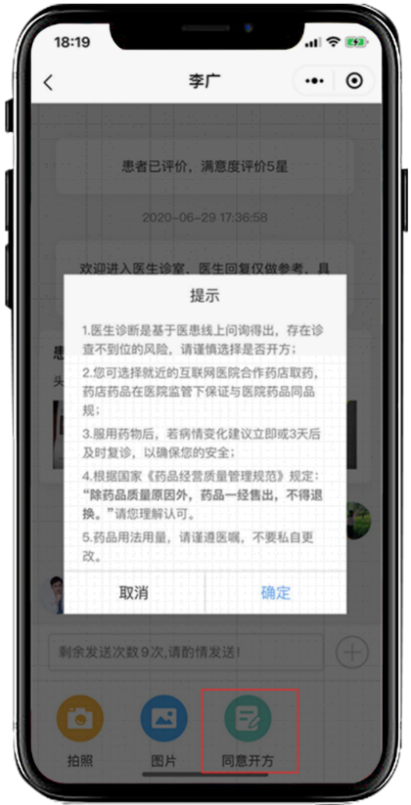 18:19
李广
患者已评价，满意度评价5星
2020-06-29 17:36:58
欢迎进入医生诊室，医生回复仅做参考，具
提示
1.医生诊断是基于医患线上问询得出，存在诊
查不到位的风险，请谨慎选择是否开方；
2.您可选择就近的互联网医院合作药店取药，
药店药品在医院监管下保证与医院药品同品
规；
3.服用药物后，若病情变化建议立即或3天后
及时复诊，以确保您的安全；
4.根据国家《药品经营质量管理规范》规定：
“除药品质量原因外，药品一经售出，不得退
换。”请您理解认可。
5.药品用法用量，请谨遵医嘱，不要私自更
改。
取消 确定
剩余发送次数9次,请酌情发送!
拍照 图片 同意开方